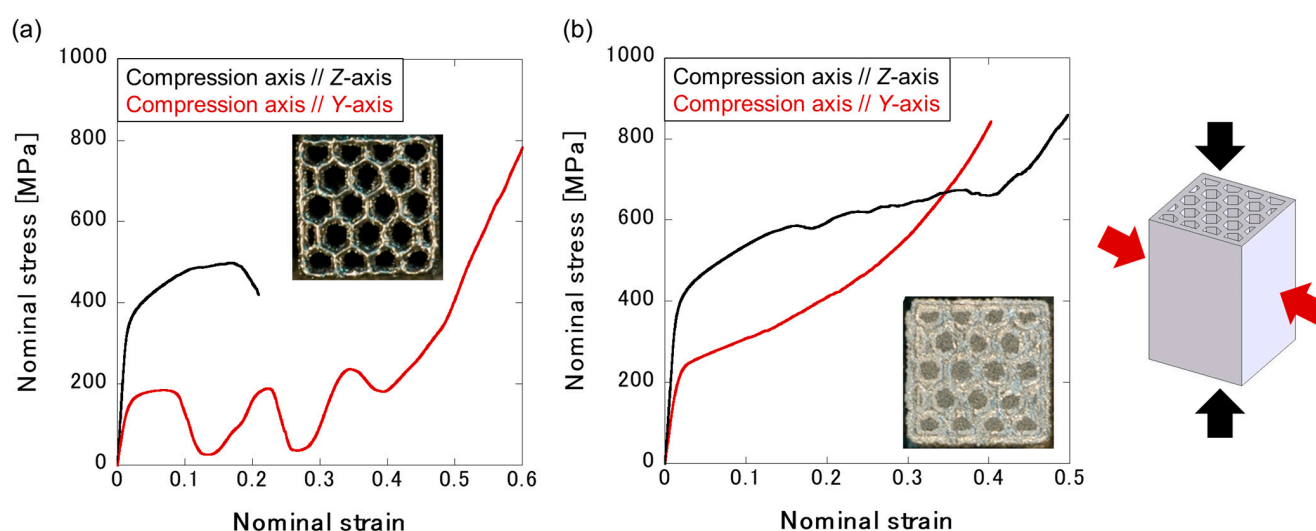 (a)
1000
800
600
400
200
0
Nominal stress [MPa]
Compression axis // Z-axis
Compression axis // Y-axis
0 0.1 0.2 0.3 0.4 0.5 0.6
Nominal strain
(b)
1000
800
600
400
200
0
Nominal stress [MPa]
Compression axis // Z-axis
Compression axis // Y-axis
0 0.1 0.2 0.3 0.4 0.5
Nominal strain